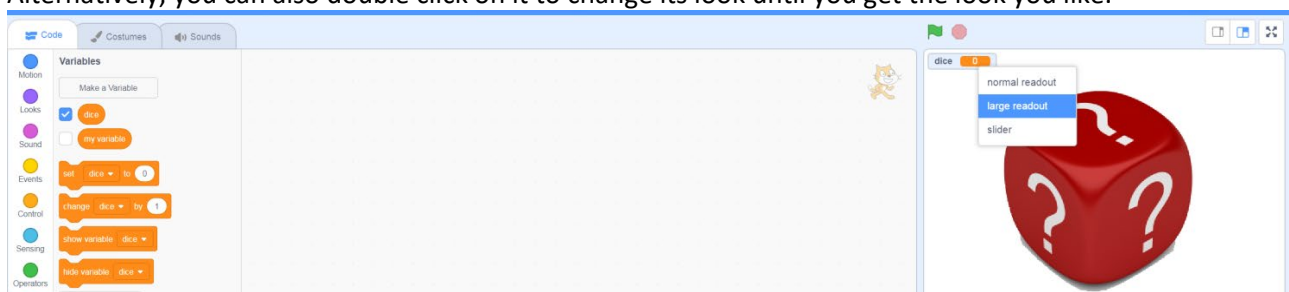 Alternatively, you can also double click on it to change its look until you get the look you like.
Code Costumes Sounds
Motion
Looks
Sound
Events
Control
Sensing
Operators
Variables
Make a Variable
dice
my variable
set dice to 0
change dice by 1
show variable dice
hide variable dice
dice 0
normal readout
large readout
slider
?
? ?